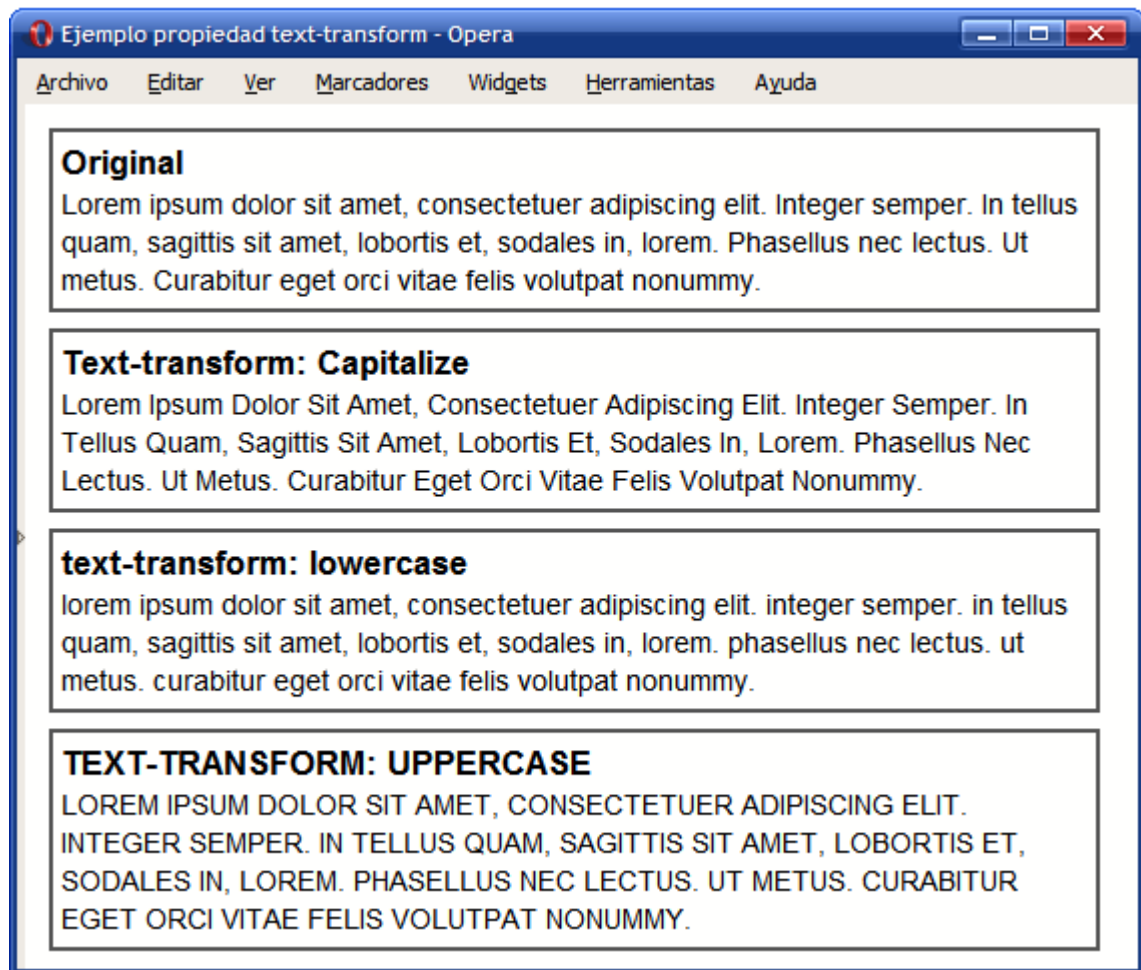 Ejemplo propiedad text-transform - Opera
Archivo Editar Ver Marcadores Widgets Herramientas Ayuda
Original
Lorem ipsum dolor sit amet, consectetuer adipiscing elit. Integer semper. In tellus
quam, sagittis sit amet, lobortis et, sodales in, lorem. Phasellus nec lectus. Ut
metus. Curabitur eget orci vitae felis volutpat nonummy.
Text-transform: Capitalize
Lorem Ipsum Dolor Sit Amet, Consectetuer Adipiscing Elit. Integer Semper. In
Tellus Quam, Sagittis Sit Amet, Lobortis Et, Sodales In, Lorem. Phasellus Nec
Lectus. Ut Metus. Curabitur Eget Orci Vitae Felis Volutpat Nonummy.
text-transform: lowercase
lorem ipsum dolor sit amet, consectetuer adipiscing elit. integer semper. in tellus
quam, sagittis sit amet, lobortis et, sodales in, lorem. phasellus nec lectus. ut
metus. curabitur eget orci vitae felis volutpat nonummy.
TEXT-TRANSFORM: UPPERCASE
LOREM IPSUM DOLOR SIT AMET, CONSECTETUER ADIPISCING ELIT.
INTEGER SEMPER. IN TELLUS QUAM, SAGITTIS SIT AMET, LOBORTIS ET,
SODALES IN, LOREM. PHASELLUS NEC LECTUS. UT METUS. CURABITUR
EGET ORCI VITAE FELIS VOLUTPAT NONUMMY.